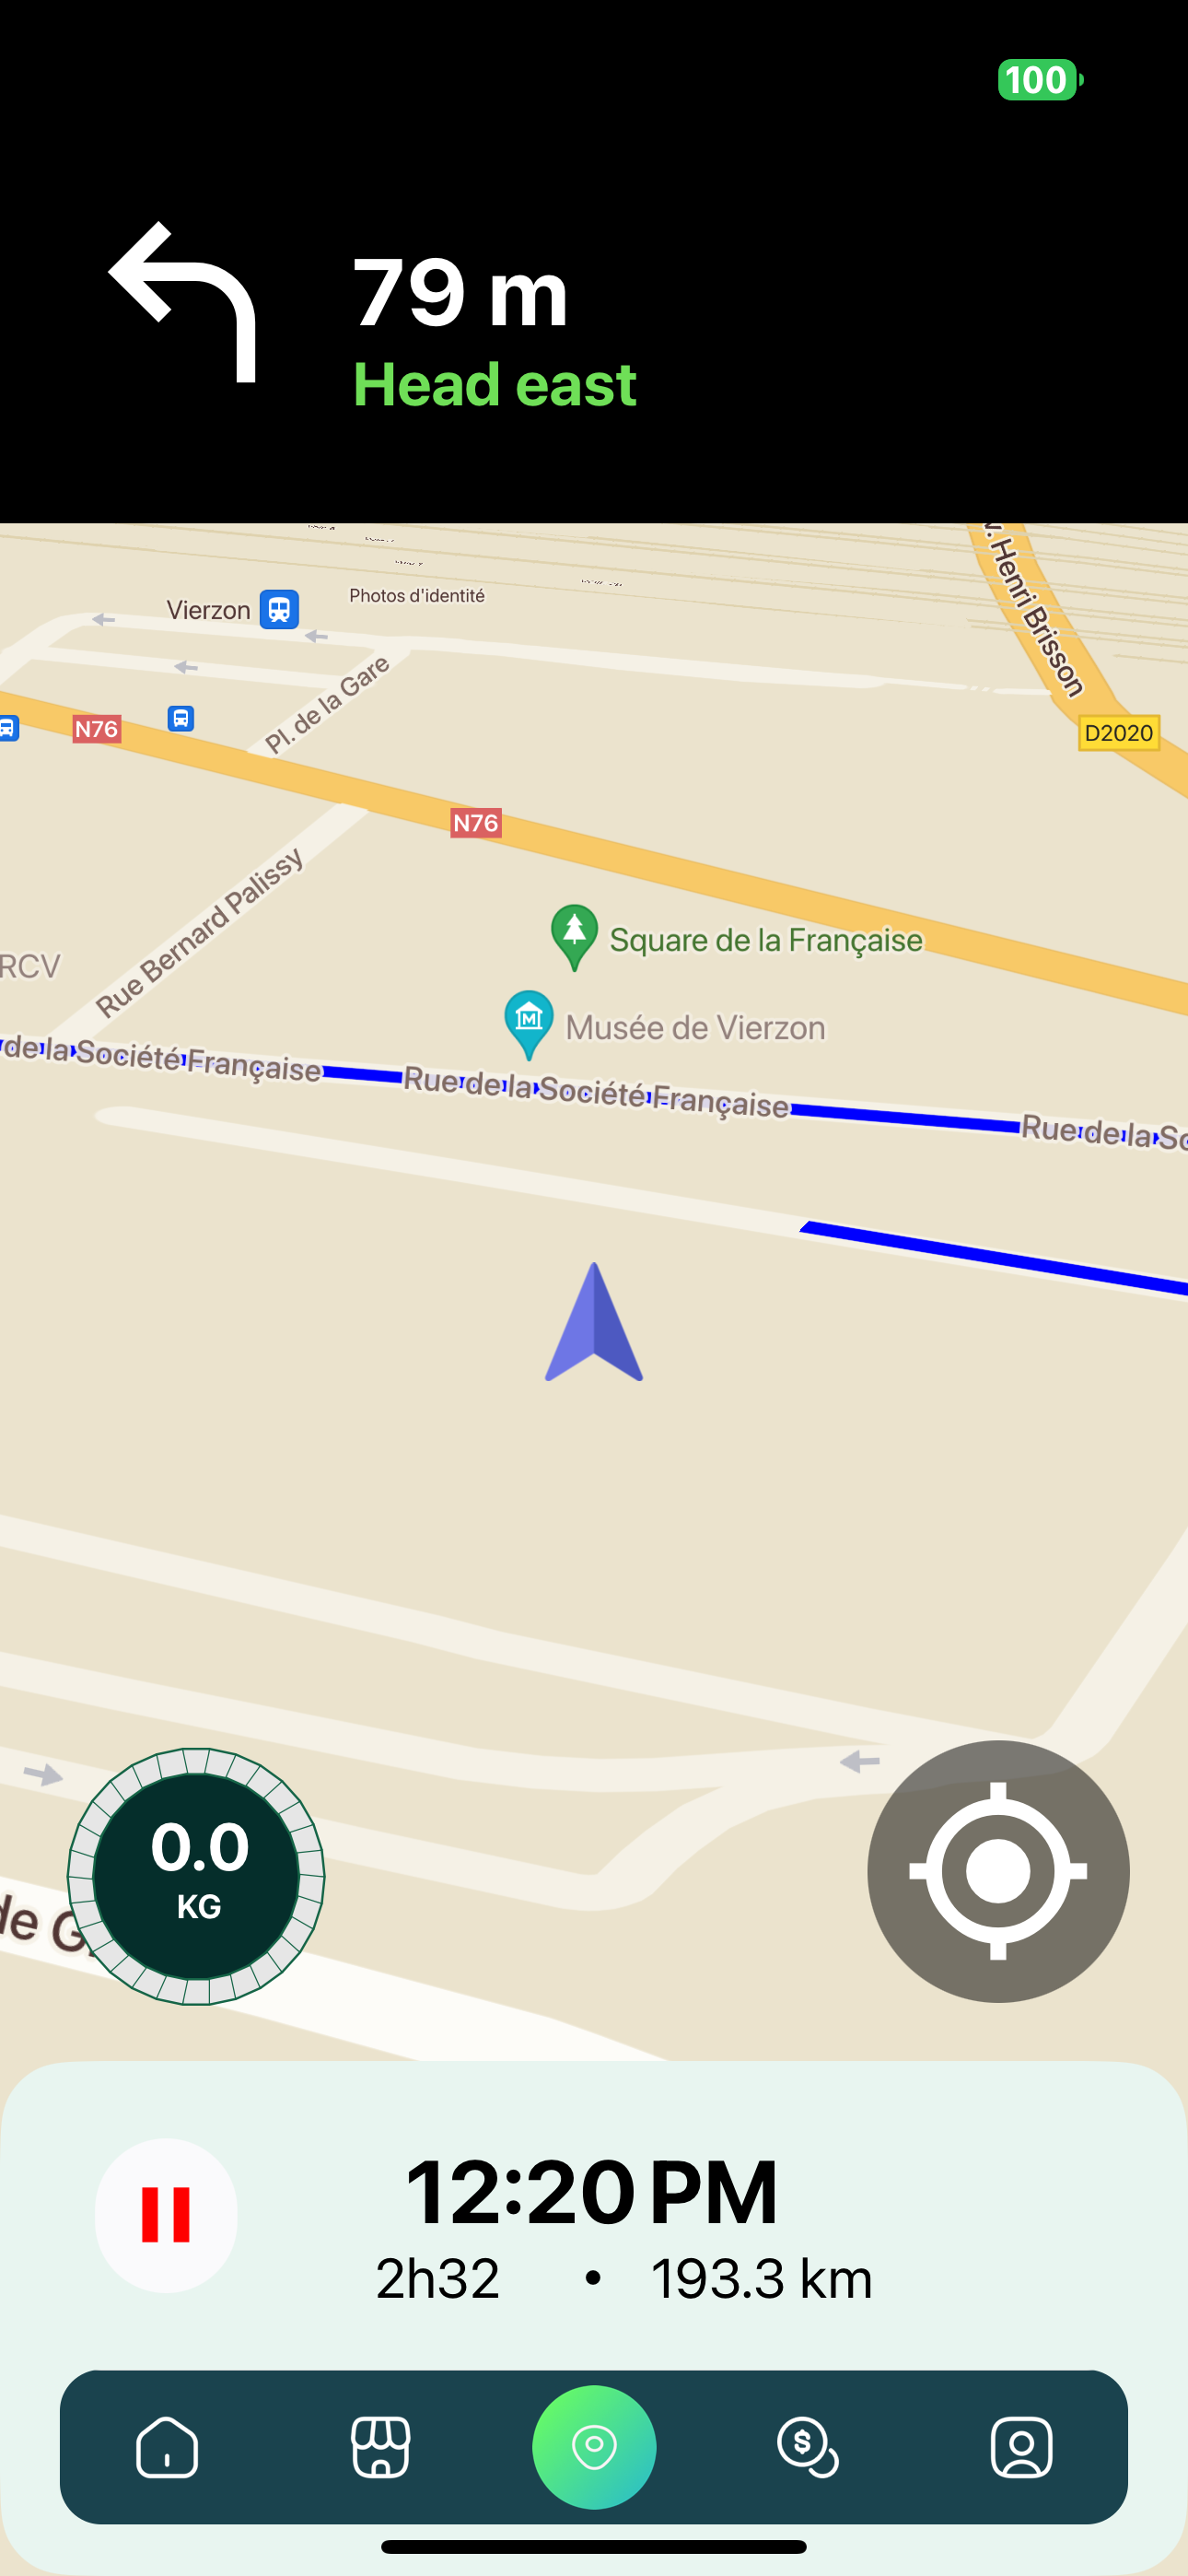 100
79 m
Head east
v. Henri Brisson
Vierzon
Photos d'identité
Pl. de la Gare
N76
D2020
N76
Rue Bernard Palissy
Square de la Française
RCV
Musée de Vierzon
de la Société Française
Rue de la Société Française
Rue de la So
0.0
KG
de G
12:20 PM
2h32 • 193.3 km